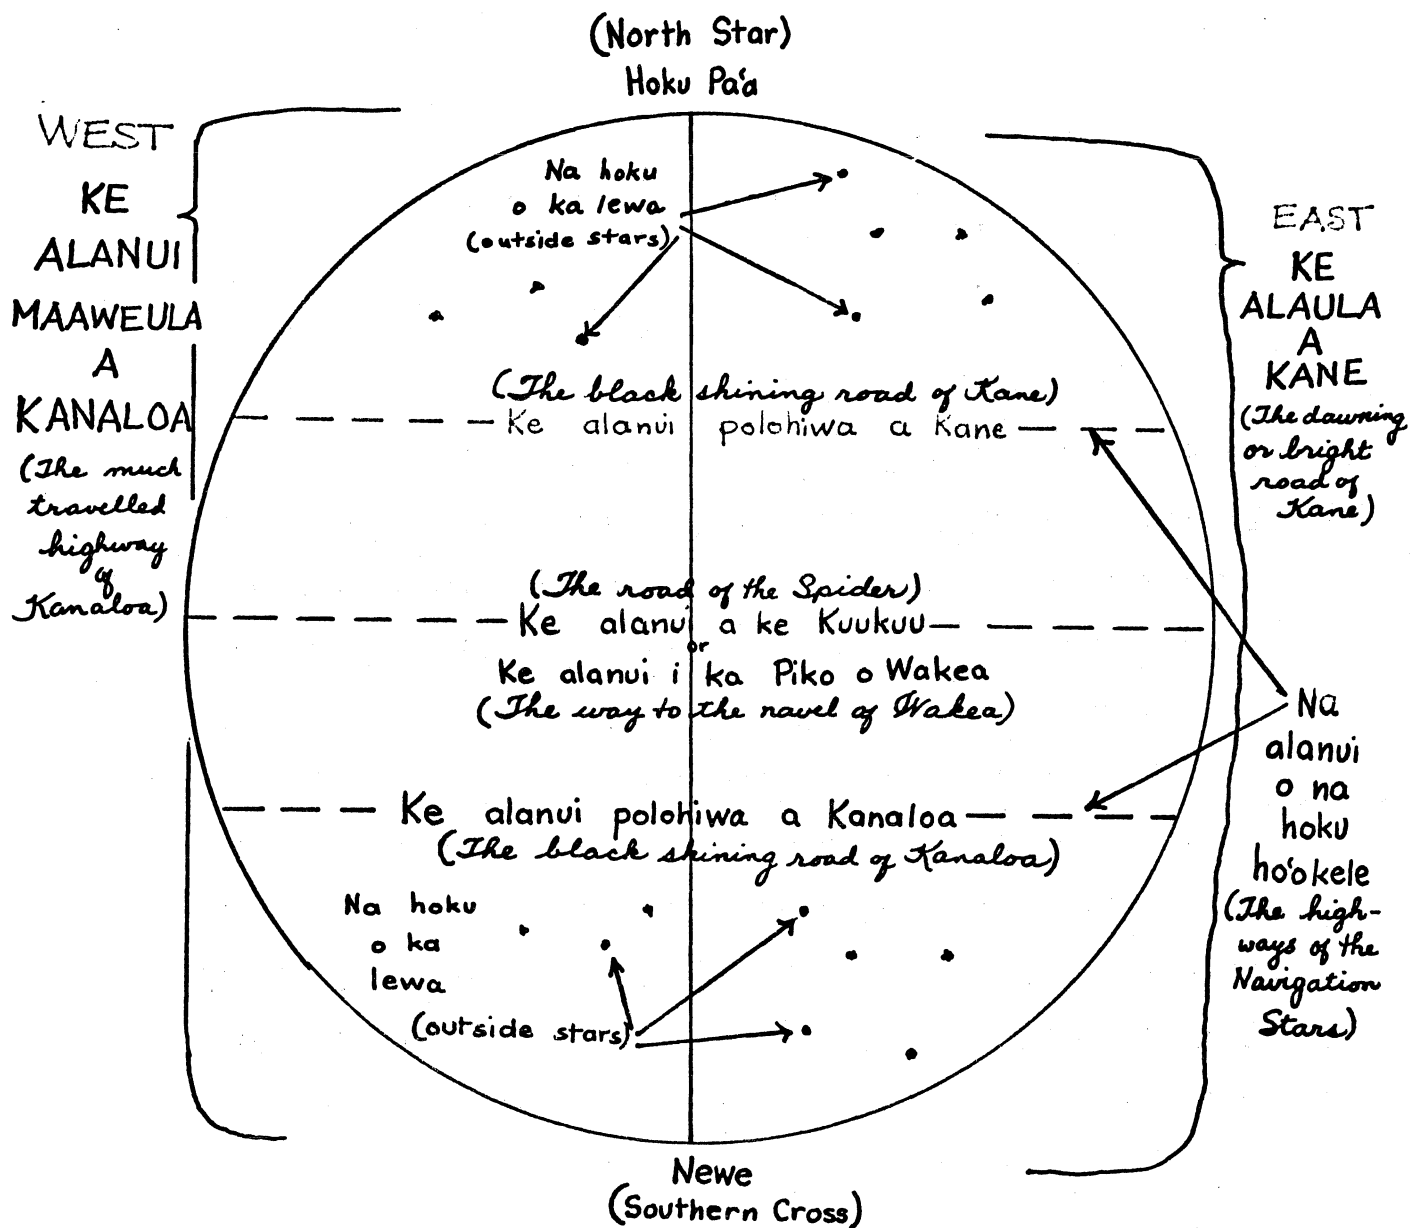 (North Star)
Hoku Pa'a
WEST
KE
ALANUI
MAAWEULA
A
KANALOA
(The much
travelled
highway
of
Kanaloa)
Na hoku
o ka lewa
(outside stars)
(The black shining road of Kane)
Ke alanui polohiwa a Kane
(The road of the Spider)
Ke alanui a ke Kuukuu
or
Ke alanui i ka Piko o Wakea
(The way to the navel of Wakea)
Ke alanui polohiwa a Kanaloa
(The black shining road of Kanaloa)
Na hoku
o ka
lewa
(outside stars)
EAST
KE
ALAULA
A
KANE
(The dawning
or bright
road of
Kane)
Na
alanui
o na
hoku
ho'okele
(The high-
ways of the
Navigation
Stars)
Newe
(Southern Cross)